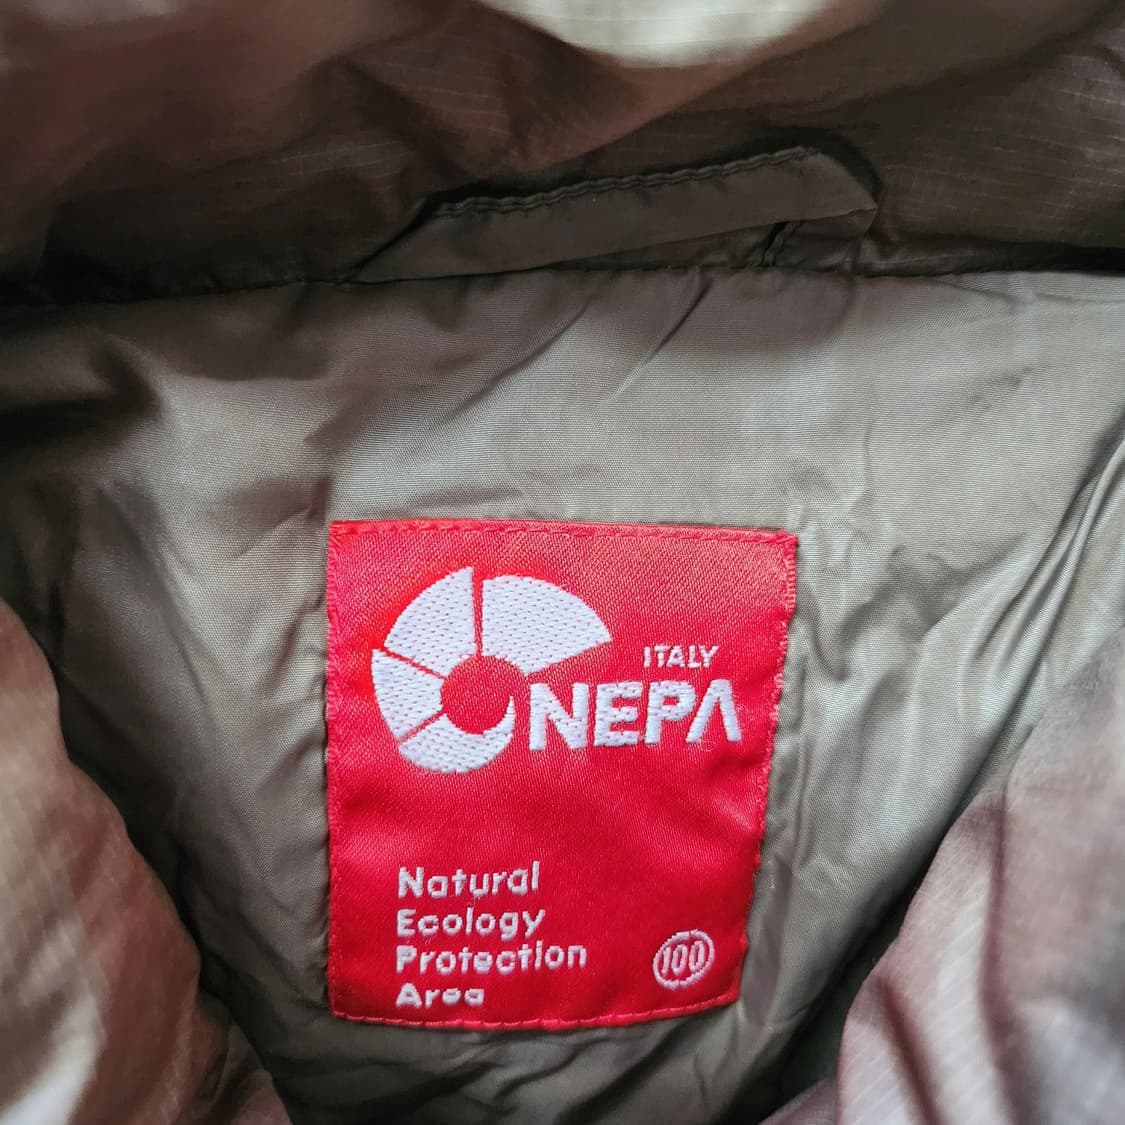 ITALY
NEPA
Natural
Ecology
Protection
Area
100